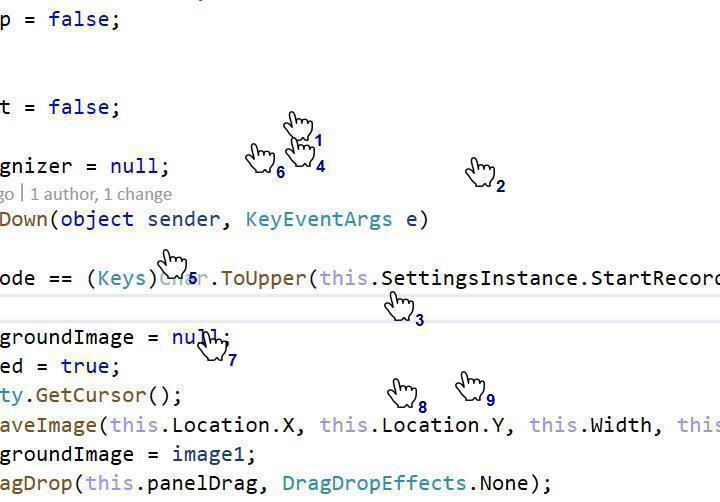 p = false;
t = false;
1
gnizer = null;
6 4
2
go | 1 author, 1 change
Down(object sender, KeyEventArgs e)
ode == (Keys)Char.ToUpper(this.SettingsInstance.StartRecord
5
3
groundImage = null;
7
ed = true;
ty.GetCursor();
8 9
aveImage(this.Location.X, this.Location.Y, this.Width, this
groundImage = image1;
agDrop(this.panelDrag, DragDropEffects.None);